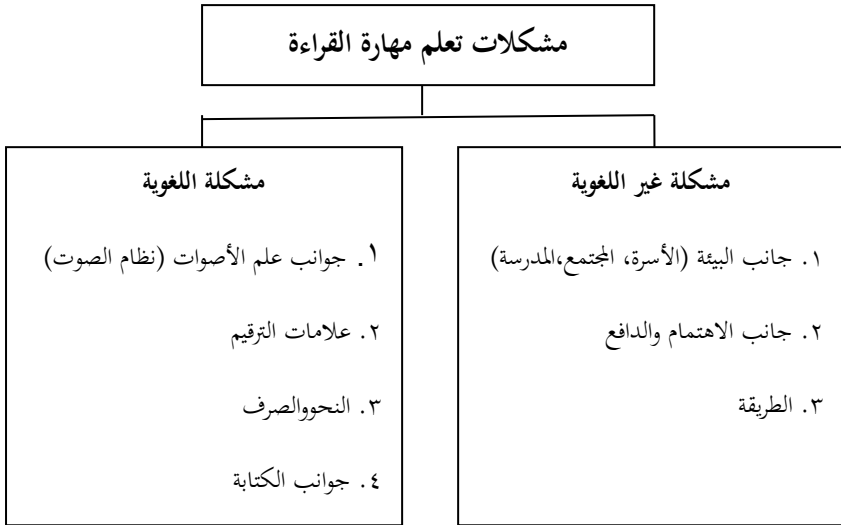 مشكلات تعلم مهارة القراءة
مشكلة غير اللغوية
١. جانب البيئة (الأسرة، المجتمع،المدرسة)
٢. جانب الاهتمام والدافع
٣. الطريقة
مشكلة اللغوية
١. جوانب علم الأصوات (نظام الصوت)
٢. علامات الترقيم
٣. النحووالصرف
٤. جوانب الكتابة